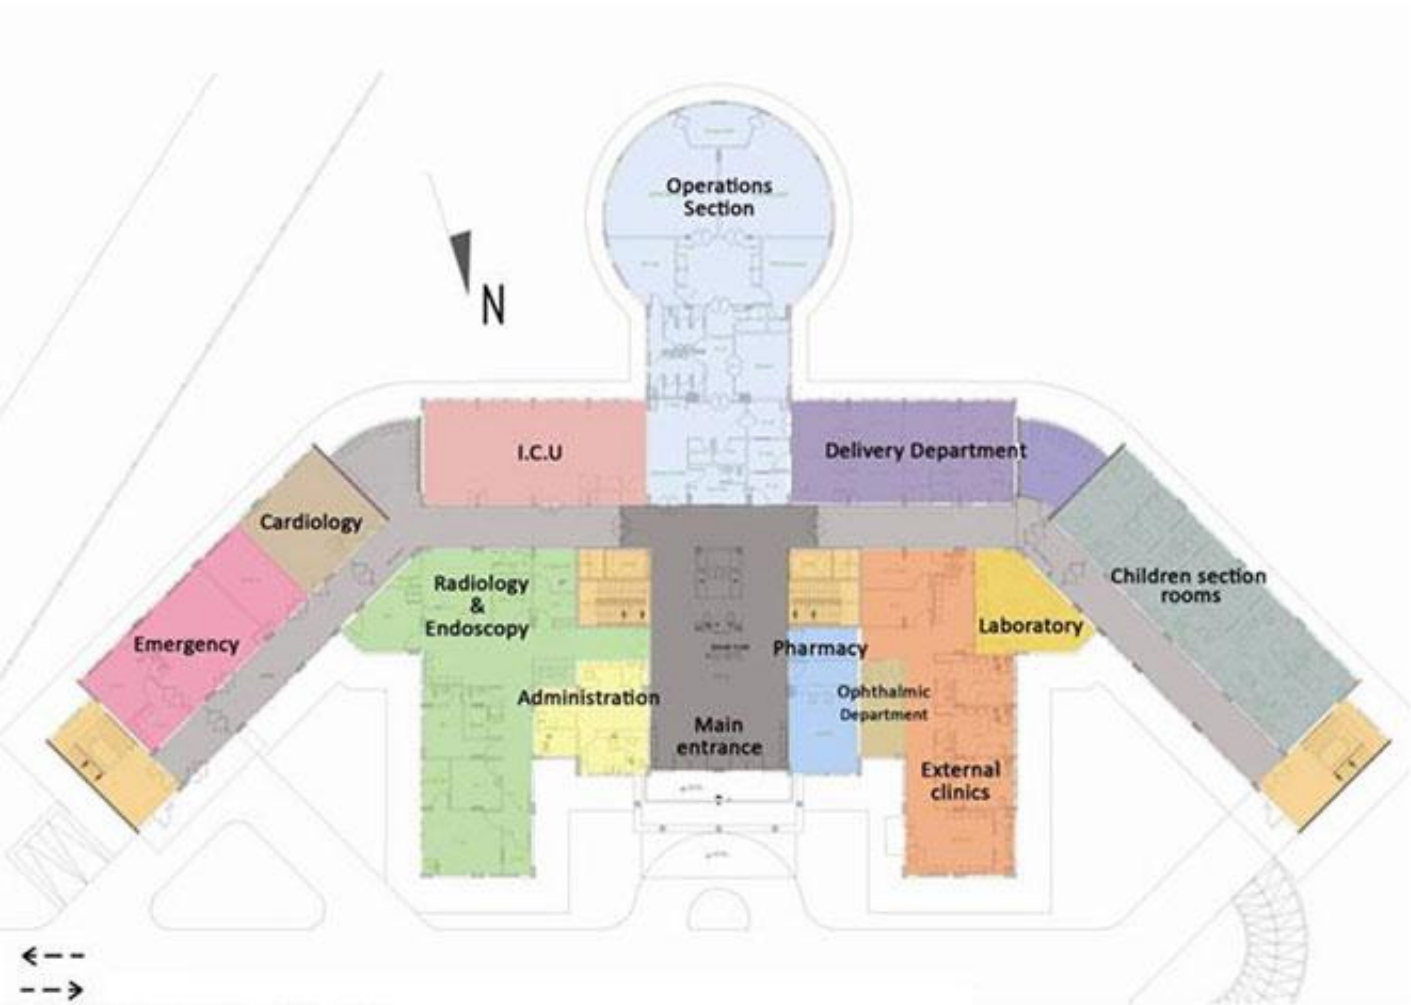 Operations
Section
N
I.C.U
Delivery Department
Cardiology
Radiology
&
Endoscopy
Children section
rooms
Emergency
Laboratory
Pharmacy
Administration
Ophthalmic
Department
Main
entrance
External
clinics